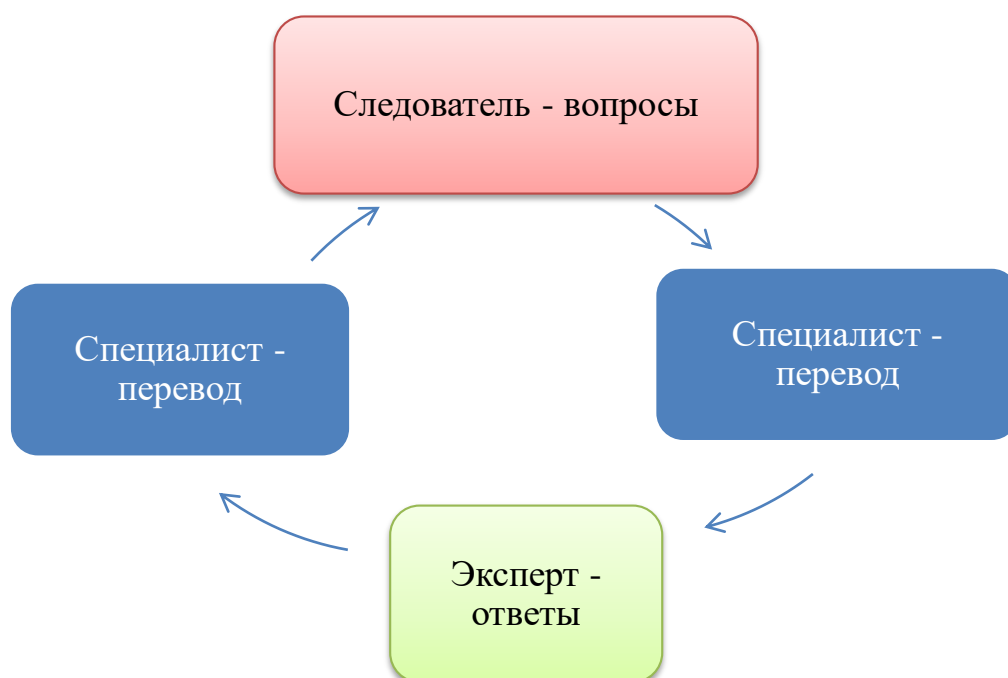 Следователь - вопросы
Специалист -
перевод
Специалист -
перевод
Эксперт -
ответы